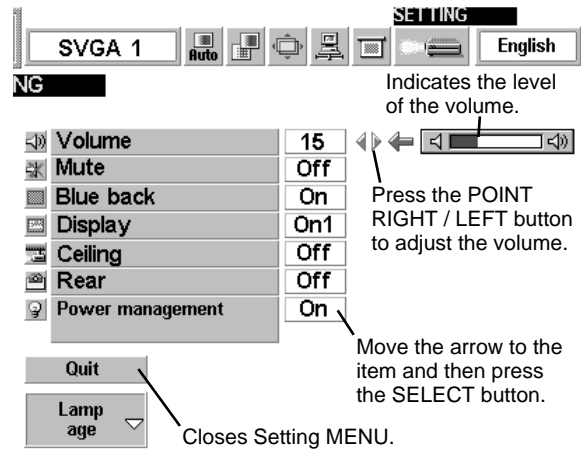 SETTING
SVGA 1
Auto
English
NG
Indicates the level
of the volume.
Volume 15
Mute Off
Blue back On
Display On1
Ceiling Off
Rear Off
Power management On
Press the POINT
RIGHT / LEFT button
to adjust the volume.
Move the arrow to the
item and then press
the SELECT button.
Quit
Lamp
age
Closes Setting MENU.